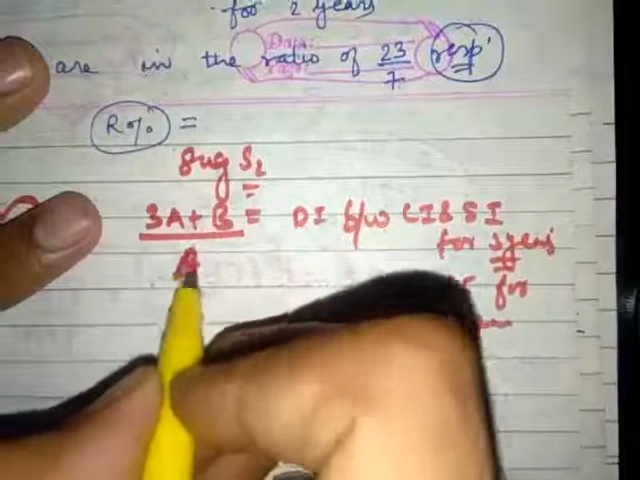 for 2 years
are in the ratio of 23/7 resp'
R% =
Sug S2
3A + B = DI b/w CI & SI
A for 3 years
for